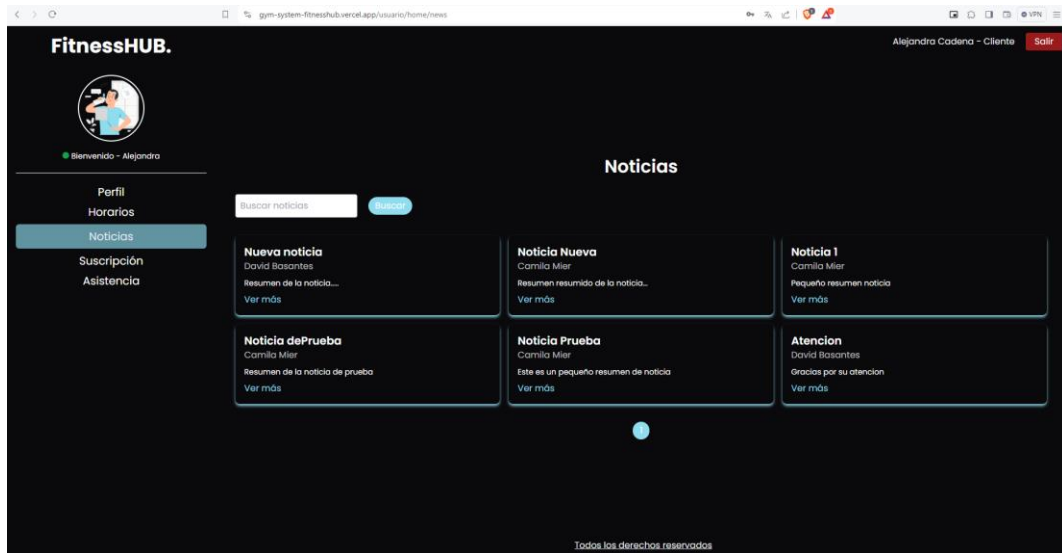 gym-system-fitnesshub.vercel.app/usuario/home/news
VPN
FitnessHUB.
Alejandra Cadena - Cliente
Salir
Bienvenido - Alejandra
Perfil
Horarios
Noticias
Suscripción
Asistencia
Noticias
Buscar noticias
Buscar
Nueva noticia
David Basantes
Resumen de la noticia....
Ver más
Noticia Nueva
Camila Mier
Resumen resumido de la noticia...
Ver más
Noticia 1
Camila Mier
Pequeño resumen noticia
Ver más
Noticia dePrueba
Camila Mier
Resumen de la noticia de prueba
Ver más
Noticia Prueba
Camila Mier
Este es un pequeño resumen de noticia
Ver más
Atencion
David Basantes
Gracias por su atencion
Ver más
1
Todos los derechos reservados